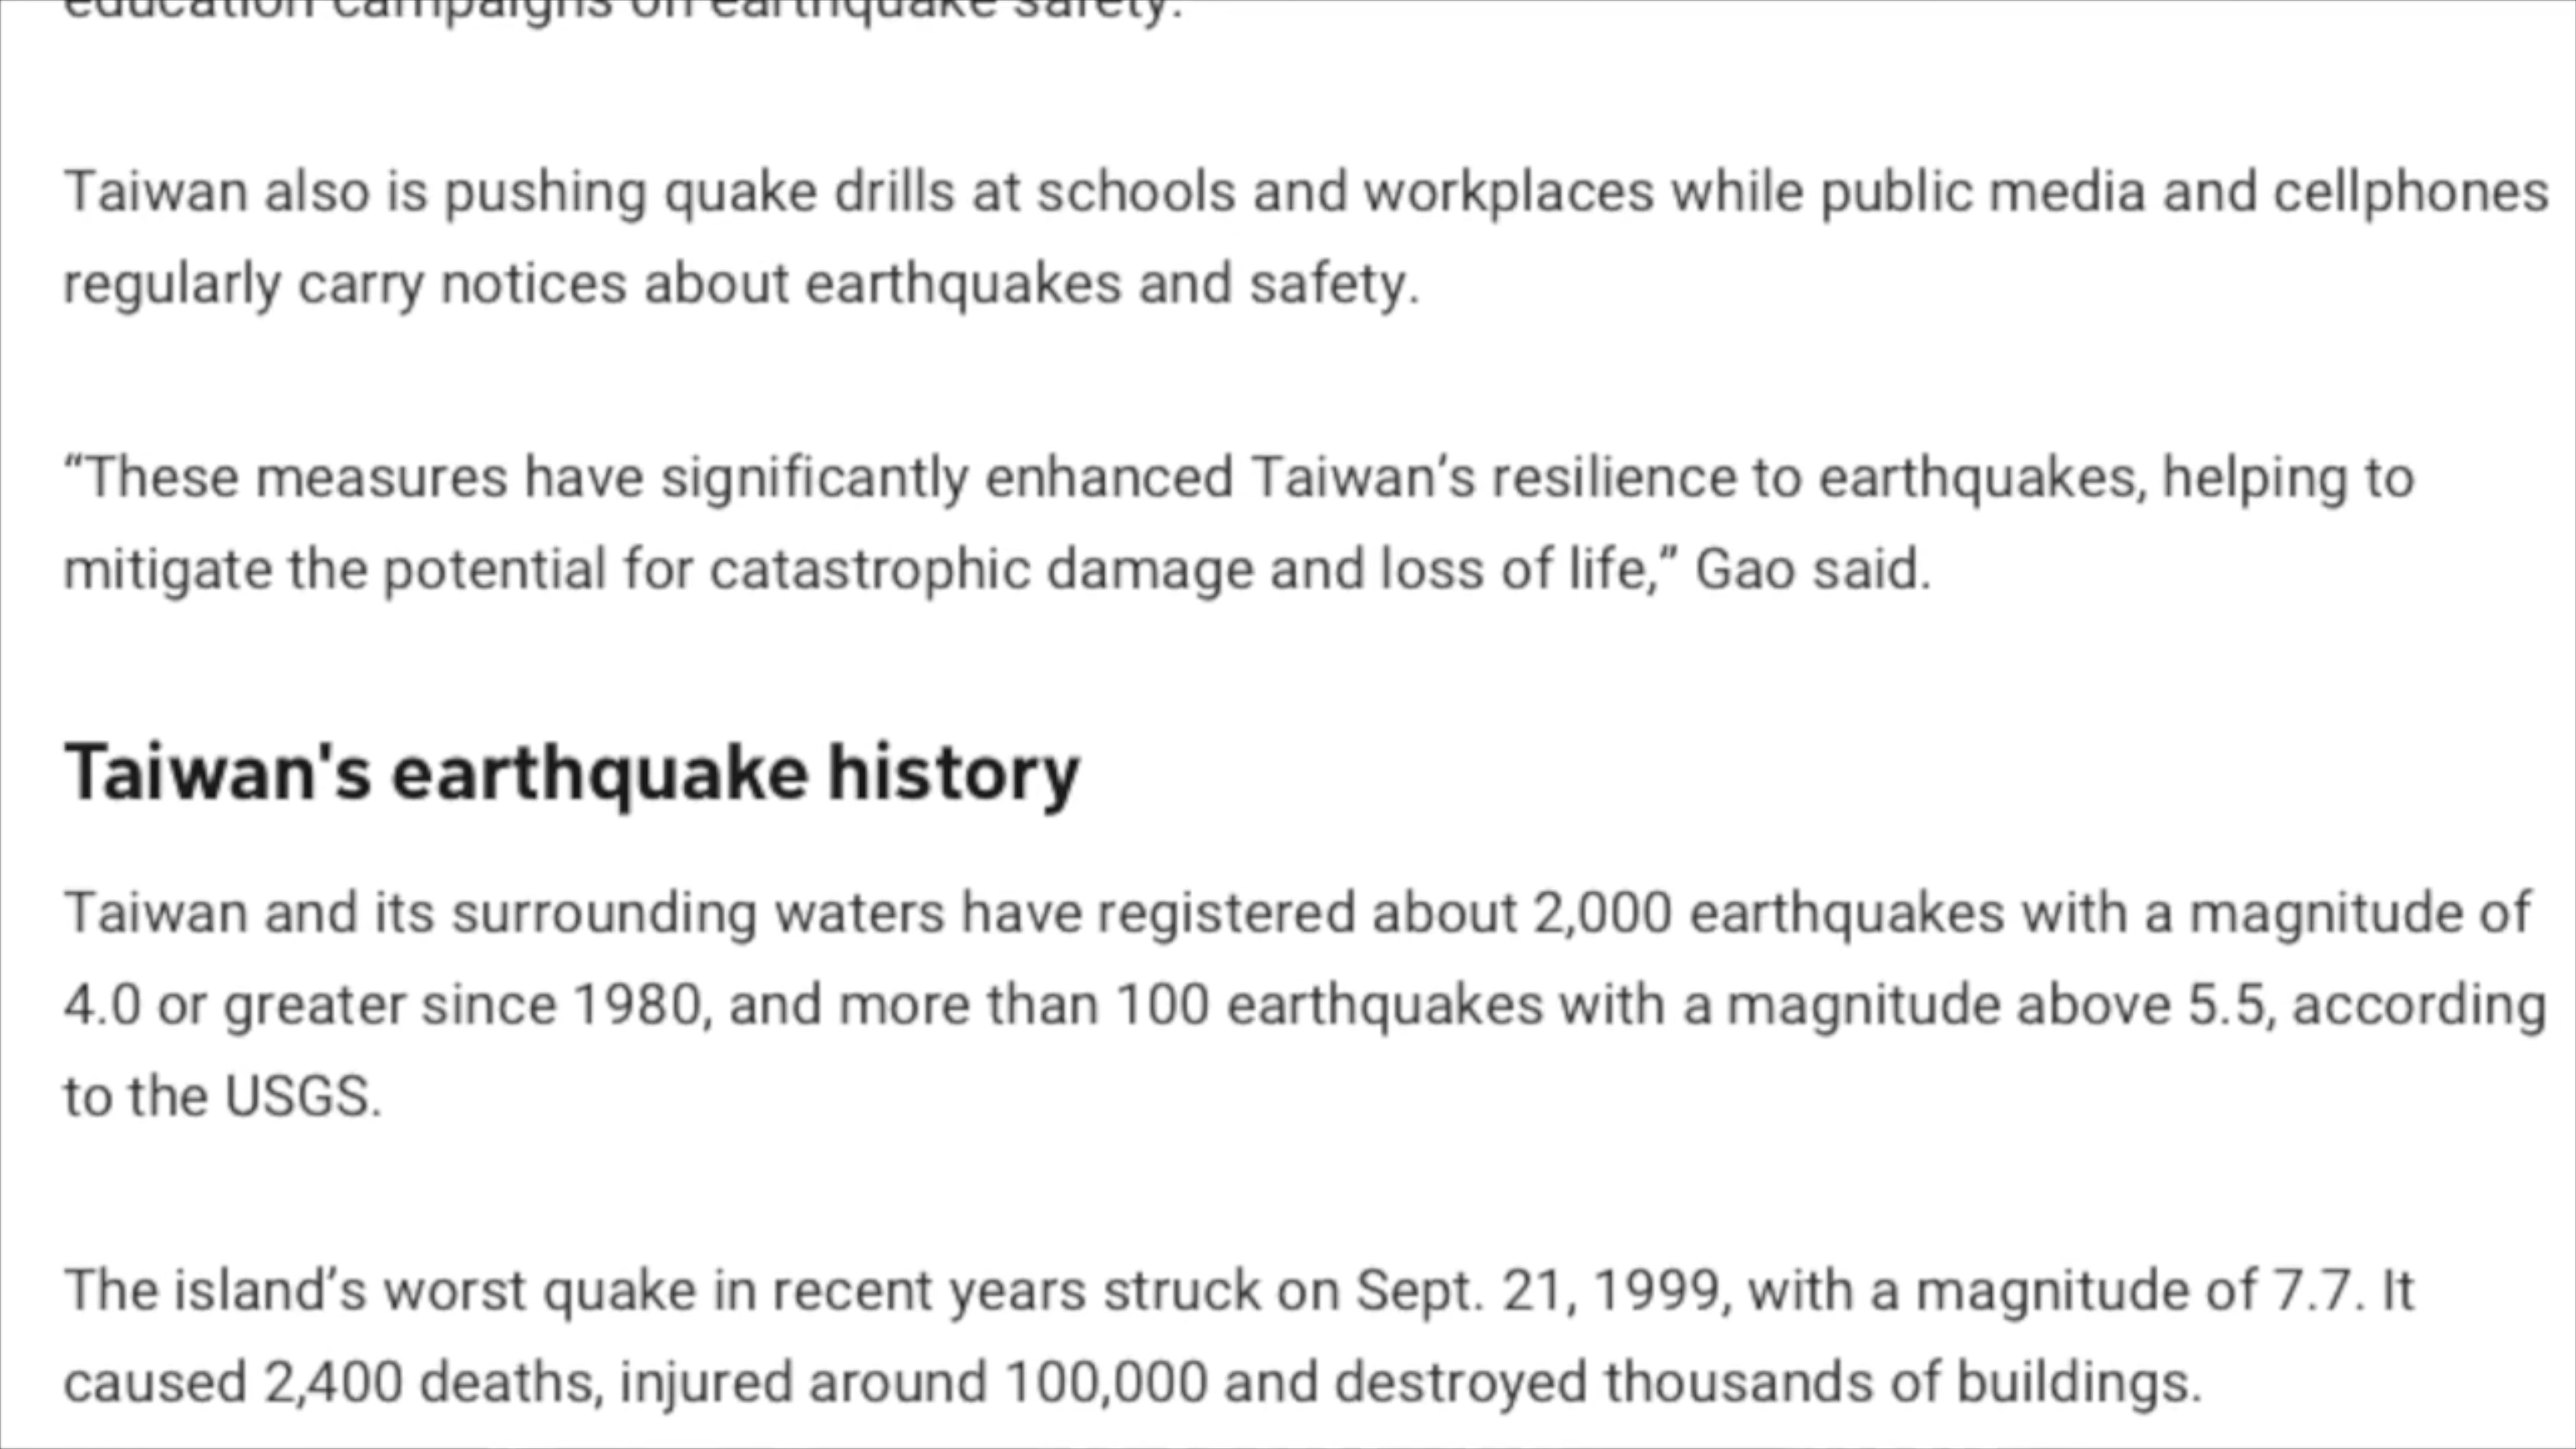 education campaigns on earthquake safety.
Taiwan also is pushing quake drills at schools and workplaces while public media and cellphones
regularly carry notices about earthquakes and safety.
“These measures have significantly enhanced Taiwan’s resilience to earthquakes, helping to
mitigate the potential for catastrophic damage and loss of life,” Gao said.
Taiwan's earthquake history
Taiwan and its surrounding waters have registered about 2,000 earthquakes with a magnitude of
4.0 or greater since 1980, and more than 100 earthquakes with a magnitude above 5.5, according
to the USGS.
The island’s worst quake in recent years struck on Sept. 21, 1999, with a magnitude of 7.7. It
caused 2,400 deaths, injured around 100,000 and destroyed thousands of buildings.